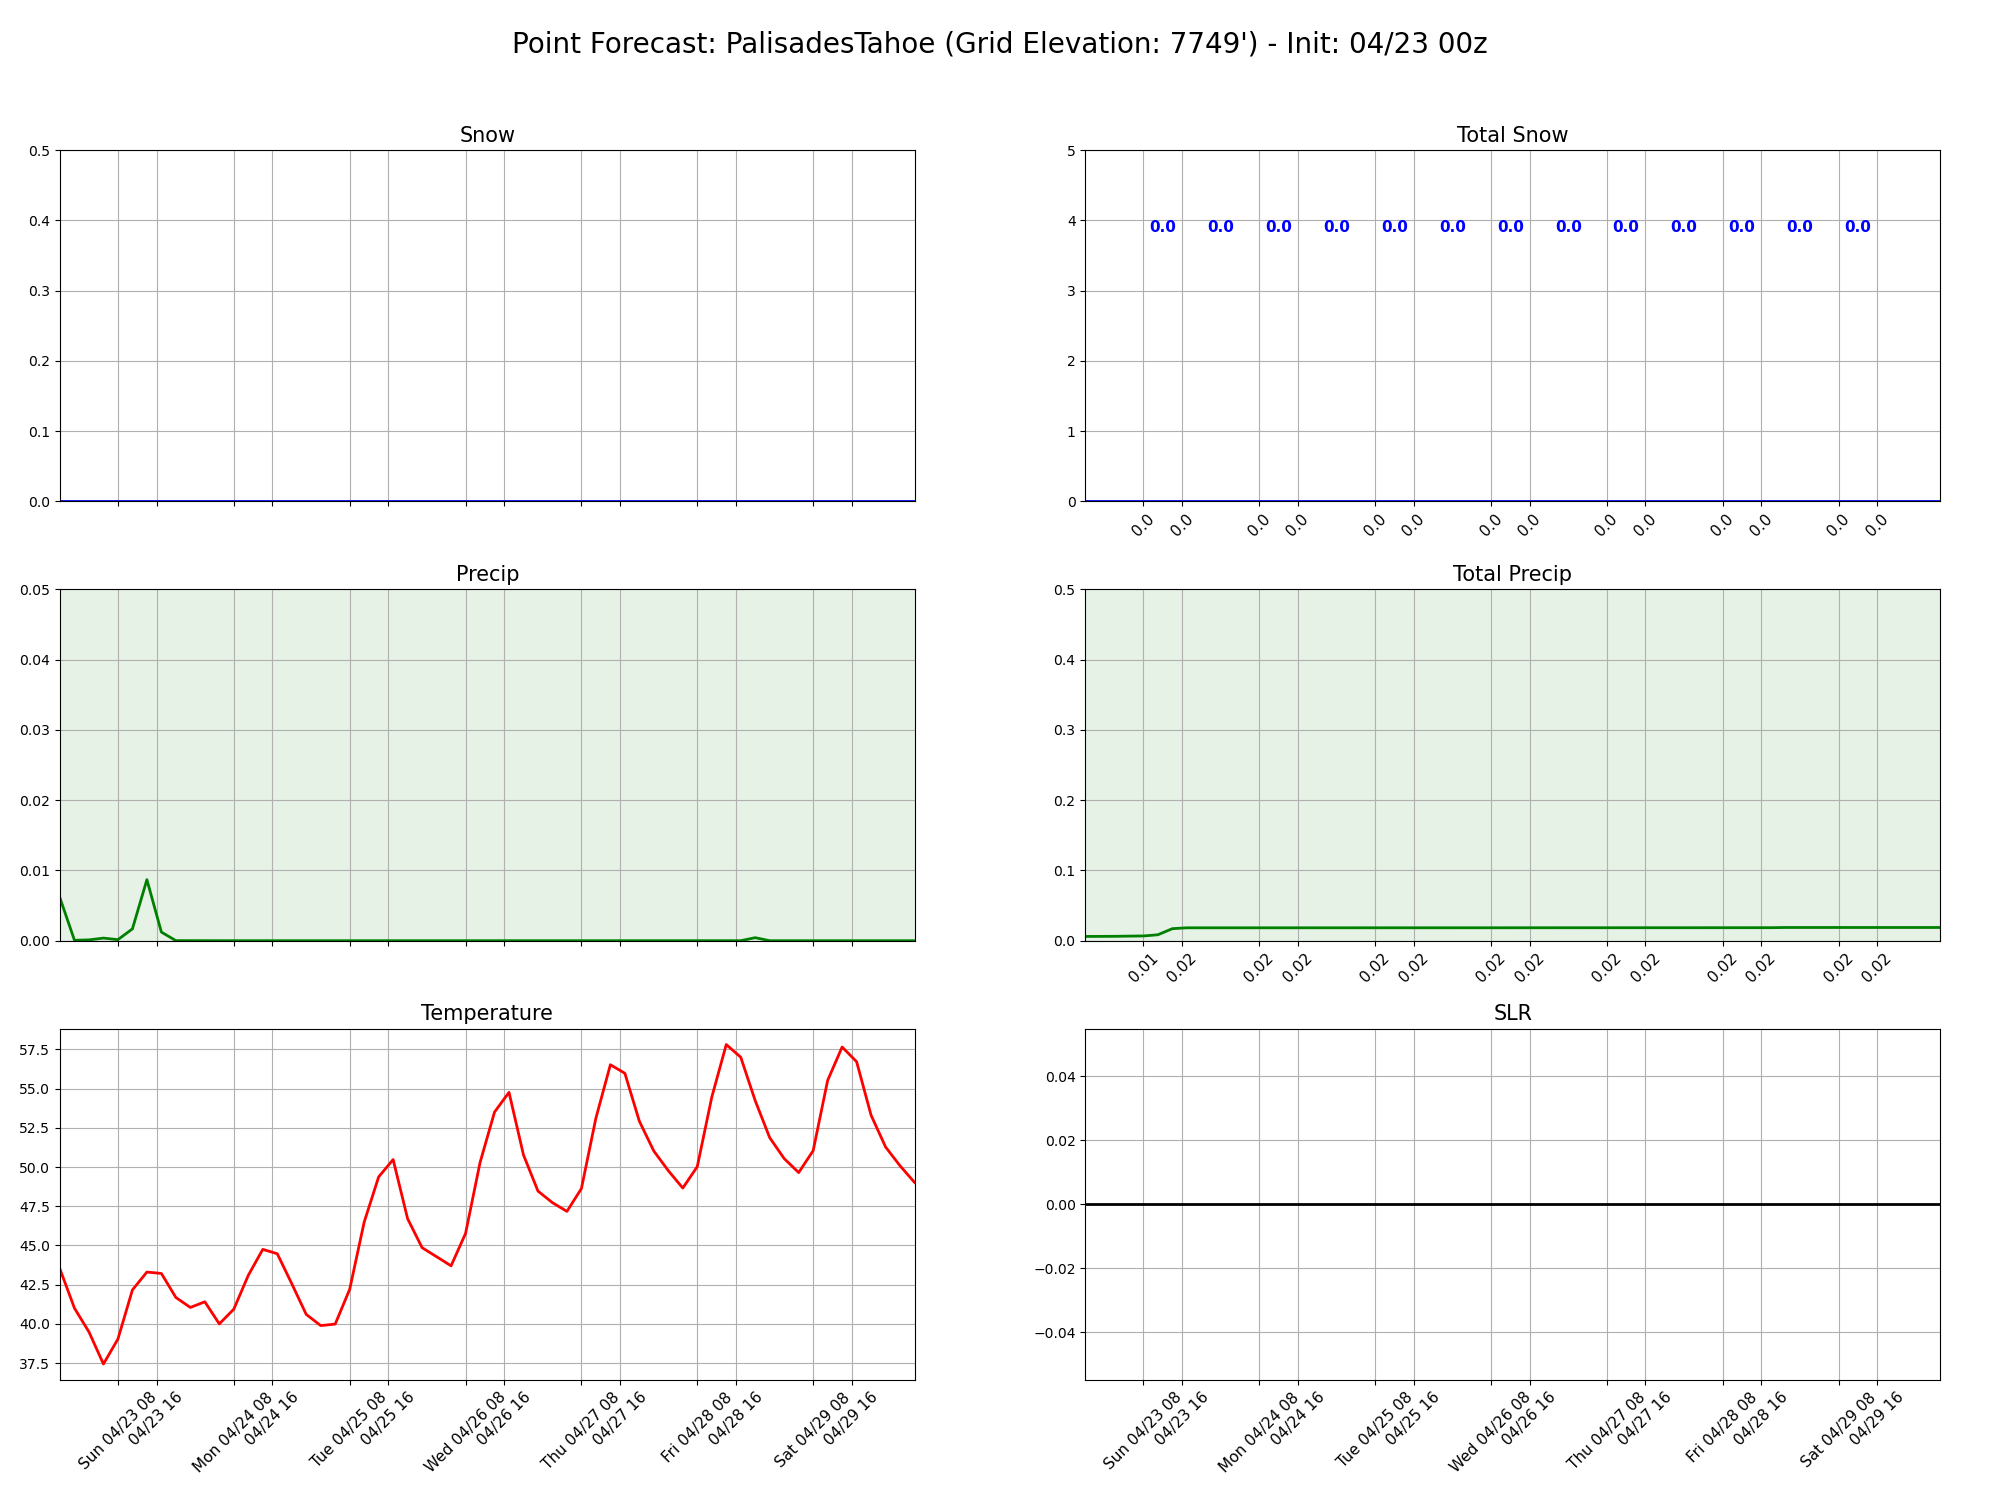 Point Forecast: PalisadesTahoe (Grid Elevation: 7749') - Init: 04/23 00z
Snow
0.5
0.4
0.3
0.2
0.1
0.0
Total Snow
5
4
3
2
1
0
0.0 0.0 0.0 0.0 0.0 0.0 0.0 0.0 0.0 0.0 0.0 0.0 0.0
0.0 0.0 0.0 0.0 0.0 0.0 0.0 0.0 0.0 0.0 0.0 0.0 0.0 0.0
Precip
0.05
0.04
0.03
0.02
0.01
0.00
Total Precip
0.5
0.4
0.3
0.2
0.1
0.0
0.01 0.02 0.02 0.02 0.02 0.02 0.02 0.02 0.02 0.02 0.02 0.02 0.02 0.02
Temperature
57.5
55.0
52.5
50.0
47.5
45.0
42.5
40.0
37.5
Sun 04/23 08
04/23 16
Mon 04/24 08
04/24 16
Tue 04/25 08
04/25 16
Wed 04/26 08
04/26 16
Thu 04/27 08
04/27 16
Fri 04/28 08
04/28 16
Sat 04/29 08
04/29 16
SLR
0.04
0.02
0.00
−0.02
−0.04
Sun 04/23 08
04/23 16
Mon 04/24 08
04/24 16
Tue 04/25 08
04/25 16
Wed 04/26 08
04/26 16
Thu 04/27 08
04/27 16
Fri 04/28 08
04/28 16
Sat 04/29 08
04/29 16